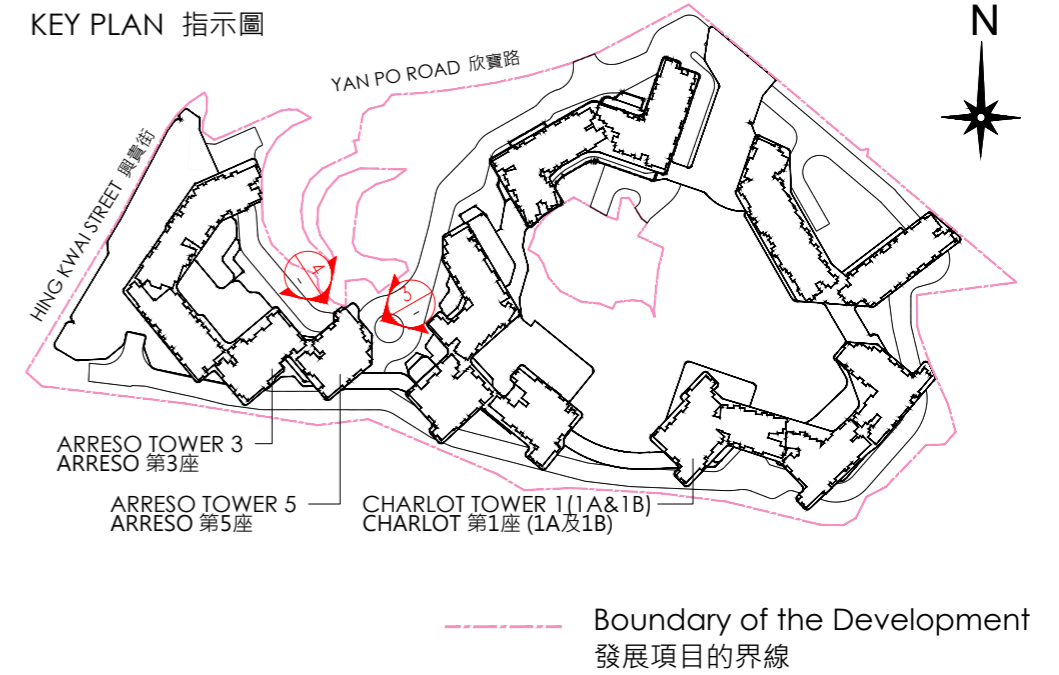 KEY PLAN 指示圖
N
YAN PO ROAD 欣寶路
HING KWAI STREET 興貴街
4
5
ARRESO TOWER 3
ARRESO 第3座
ARRESO TOWER 5
ARRESO 第5座
CHARLOT TOWER 1(1A&1B)
CHARLOT 第1座 (1A及1B)
Boundary of the Development
發展項目的界線